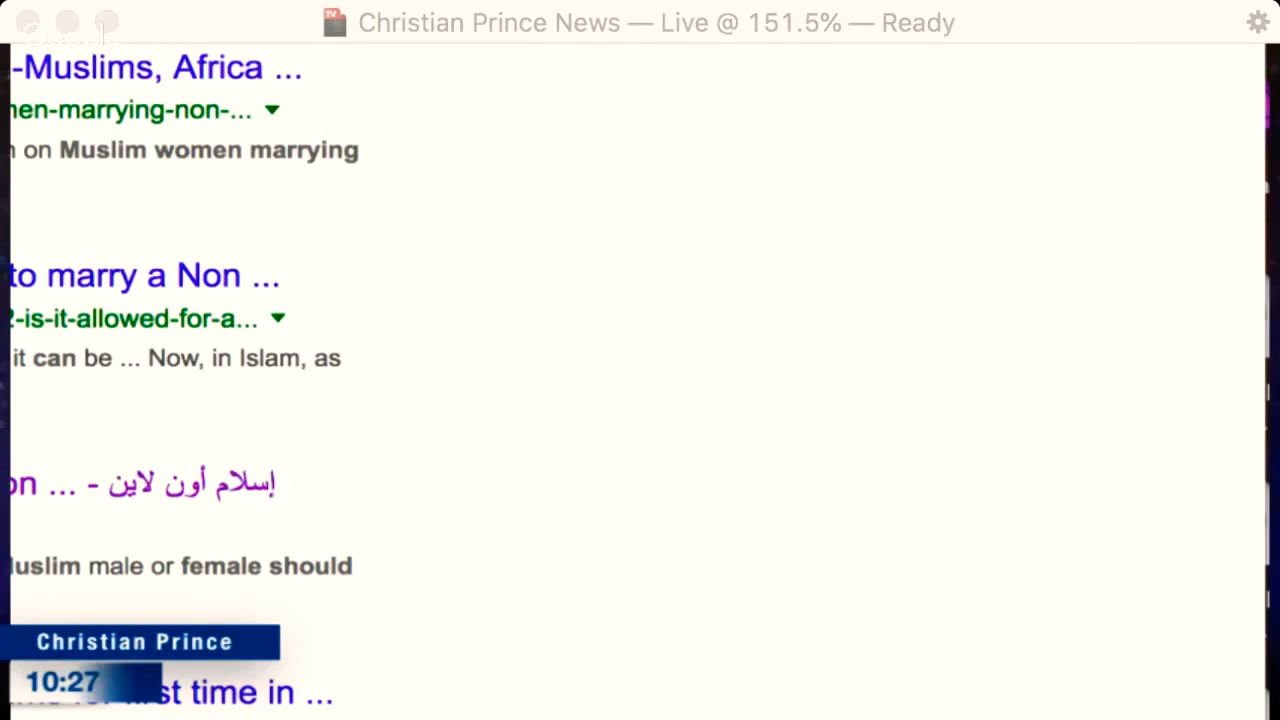 Christian Prince News — Live @ 151.5% — Ready
-Muslims, Africa ...
en-marrying-non-...
on Muslim women marrying
to marry a Non ...
-is-it-allowed-for-a...
it can be ... Now, in Islam, as
on ... - إسلام أون لاين
uslim male or female should
Christian Prince
10:27
st time in ...